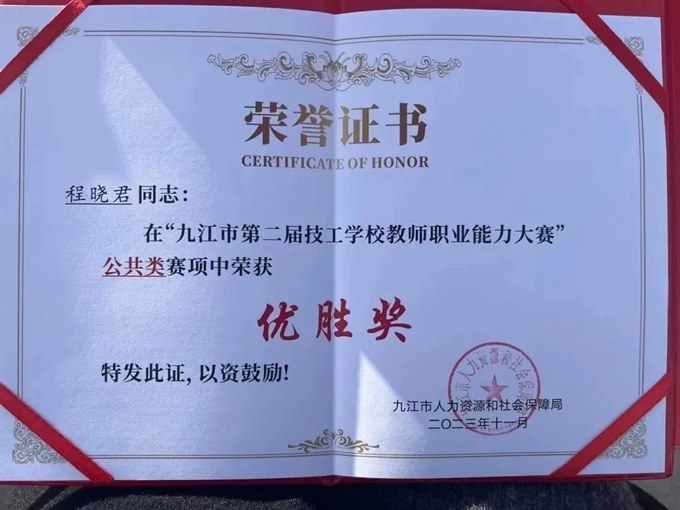 荣誉证书
CERTIFICATE OF HONOR
程晓君同志：
在“九江市第二届技工学校教师职业能力大赛”
公共类赛项中荣获
优胜奖
特发此证，以资鼓励！
九江市人力资源和社会保障局
二〇二三年十一月